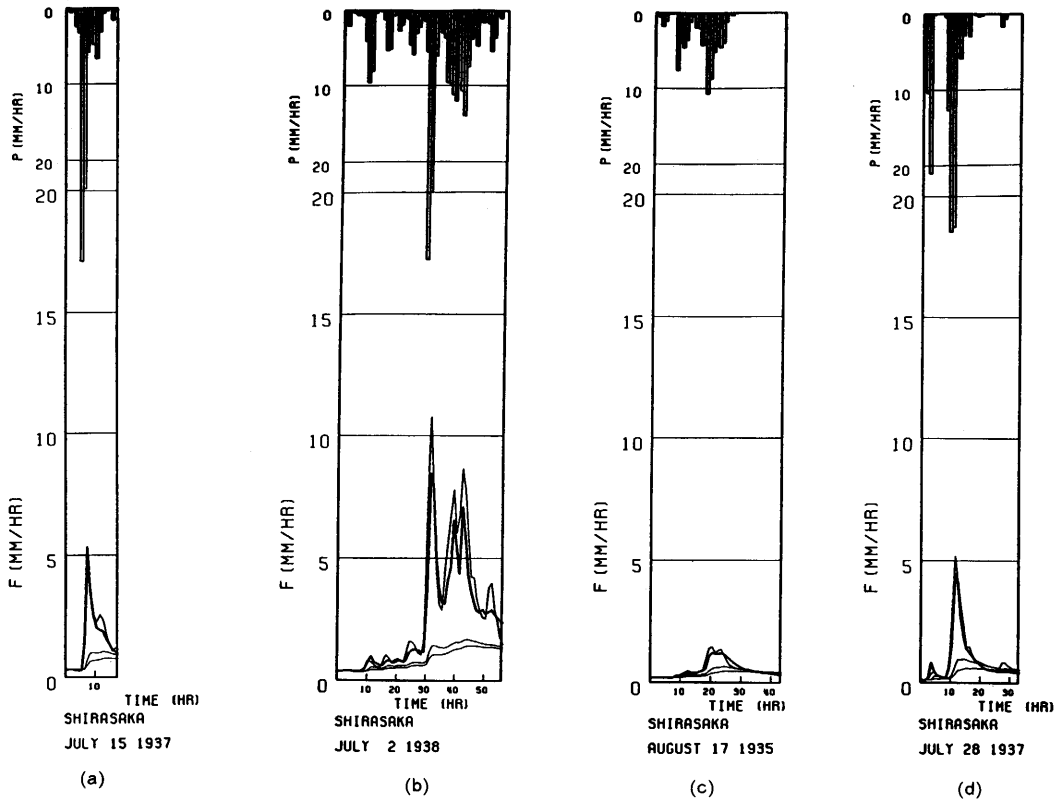 0
10
20
P (MM/HR)
20
15
10
5
0
F (MM/HR)
10
TIME (HR)
SHIRASAKA
JULY 15 1937
(a)
0
10
20
P (MM/HR)
20
15
10
5
0
F (MM/HR)
10 20 30 40 50
TIME (HR)
SHIRASAKA
JULY 2 1938
(b)
0
10
20
P (MM/HR)
20
15
10
5
0
F (MM/HR)
10 20 30 40
TIME (HR)
SHIRASAKA
AUGUST 17 1935
(c)
0
10
20
P (MM/HR)
20
15
10
5
0
F (MM/HR)
10 20 30
TIME (HR)
SHIRASAKA
JULY 28 1937
(d)